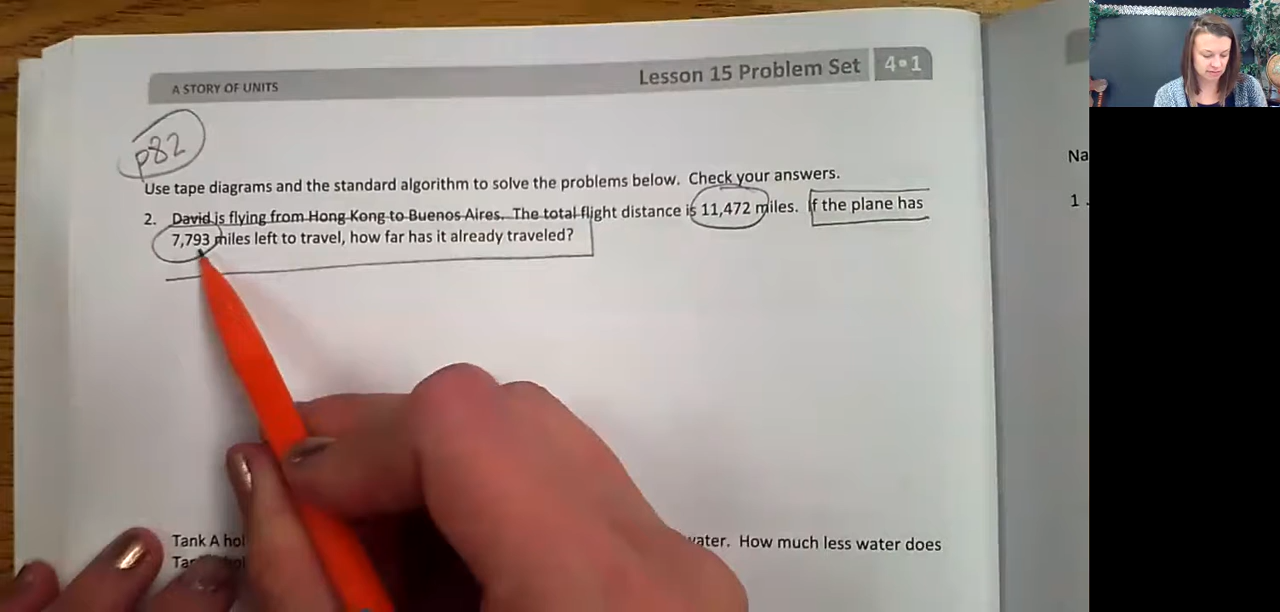 A STORY OF UNITS
Lesson 15 Problem Set 4•1
p82
Use tape diagrams and the standard algorithm to solve the problems below. Check your answers.
2. David is flying from Hong Kong to Buenos Aires. The total flight distance is 11,472 miles. If the plane has
7,793 miles left to travel, how far has it already traveled?
Na
1.
Tank A hol water. How much less water does